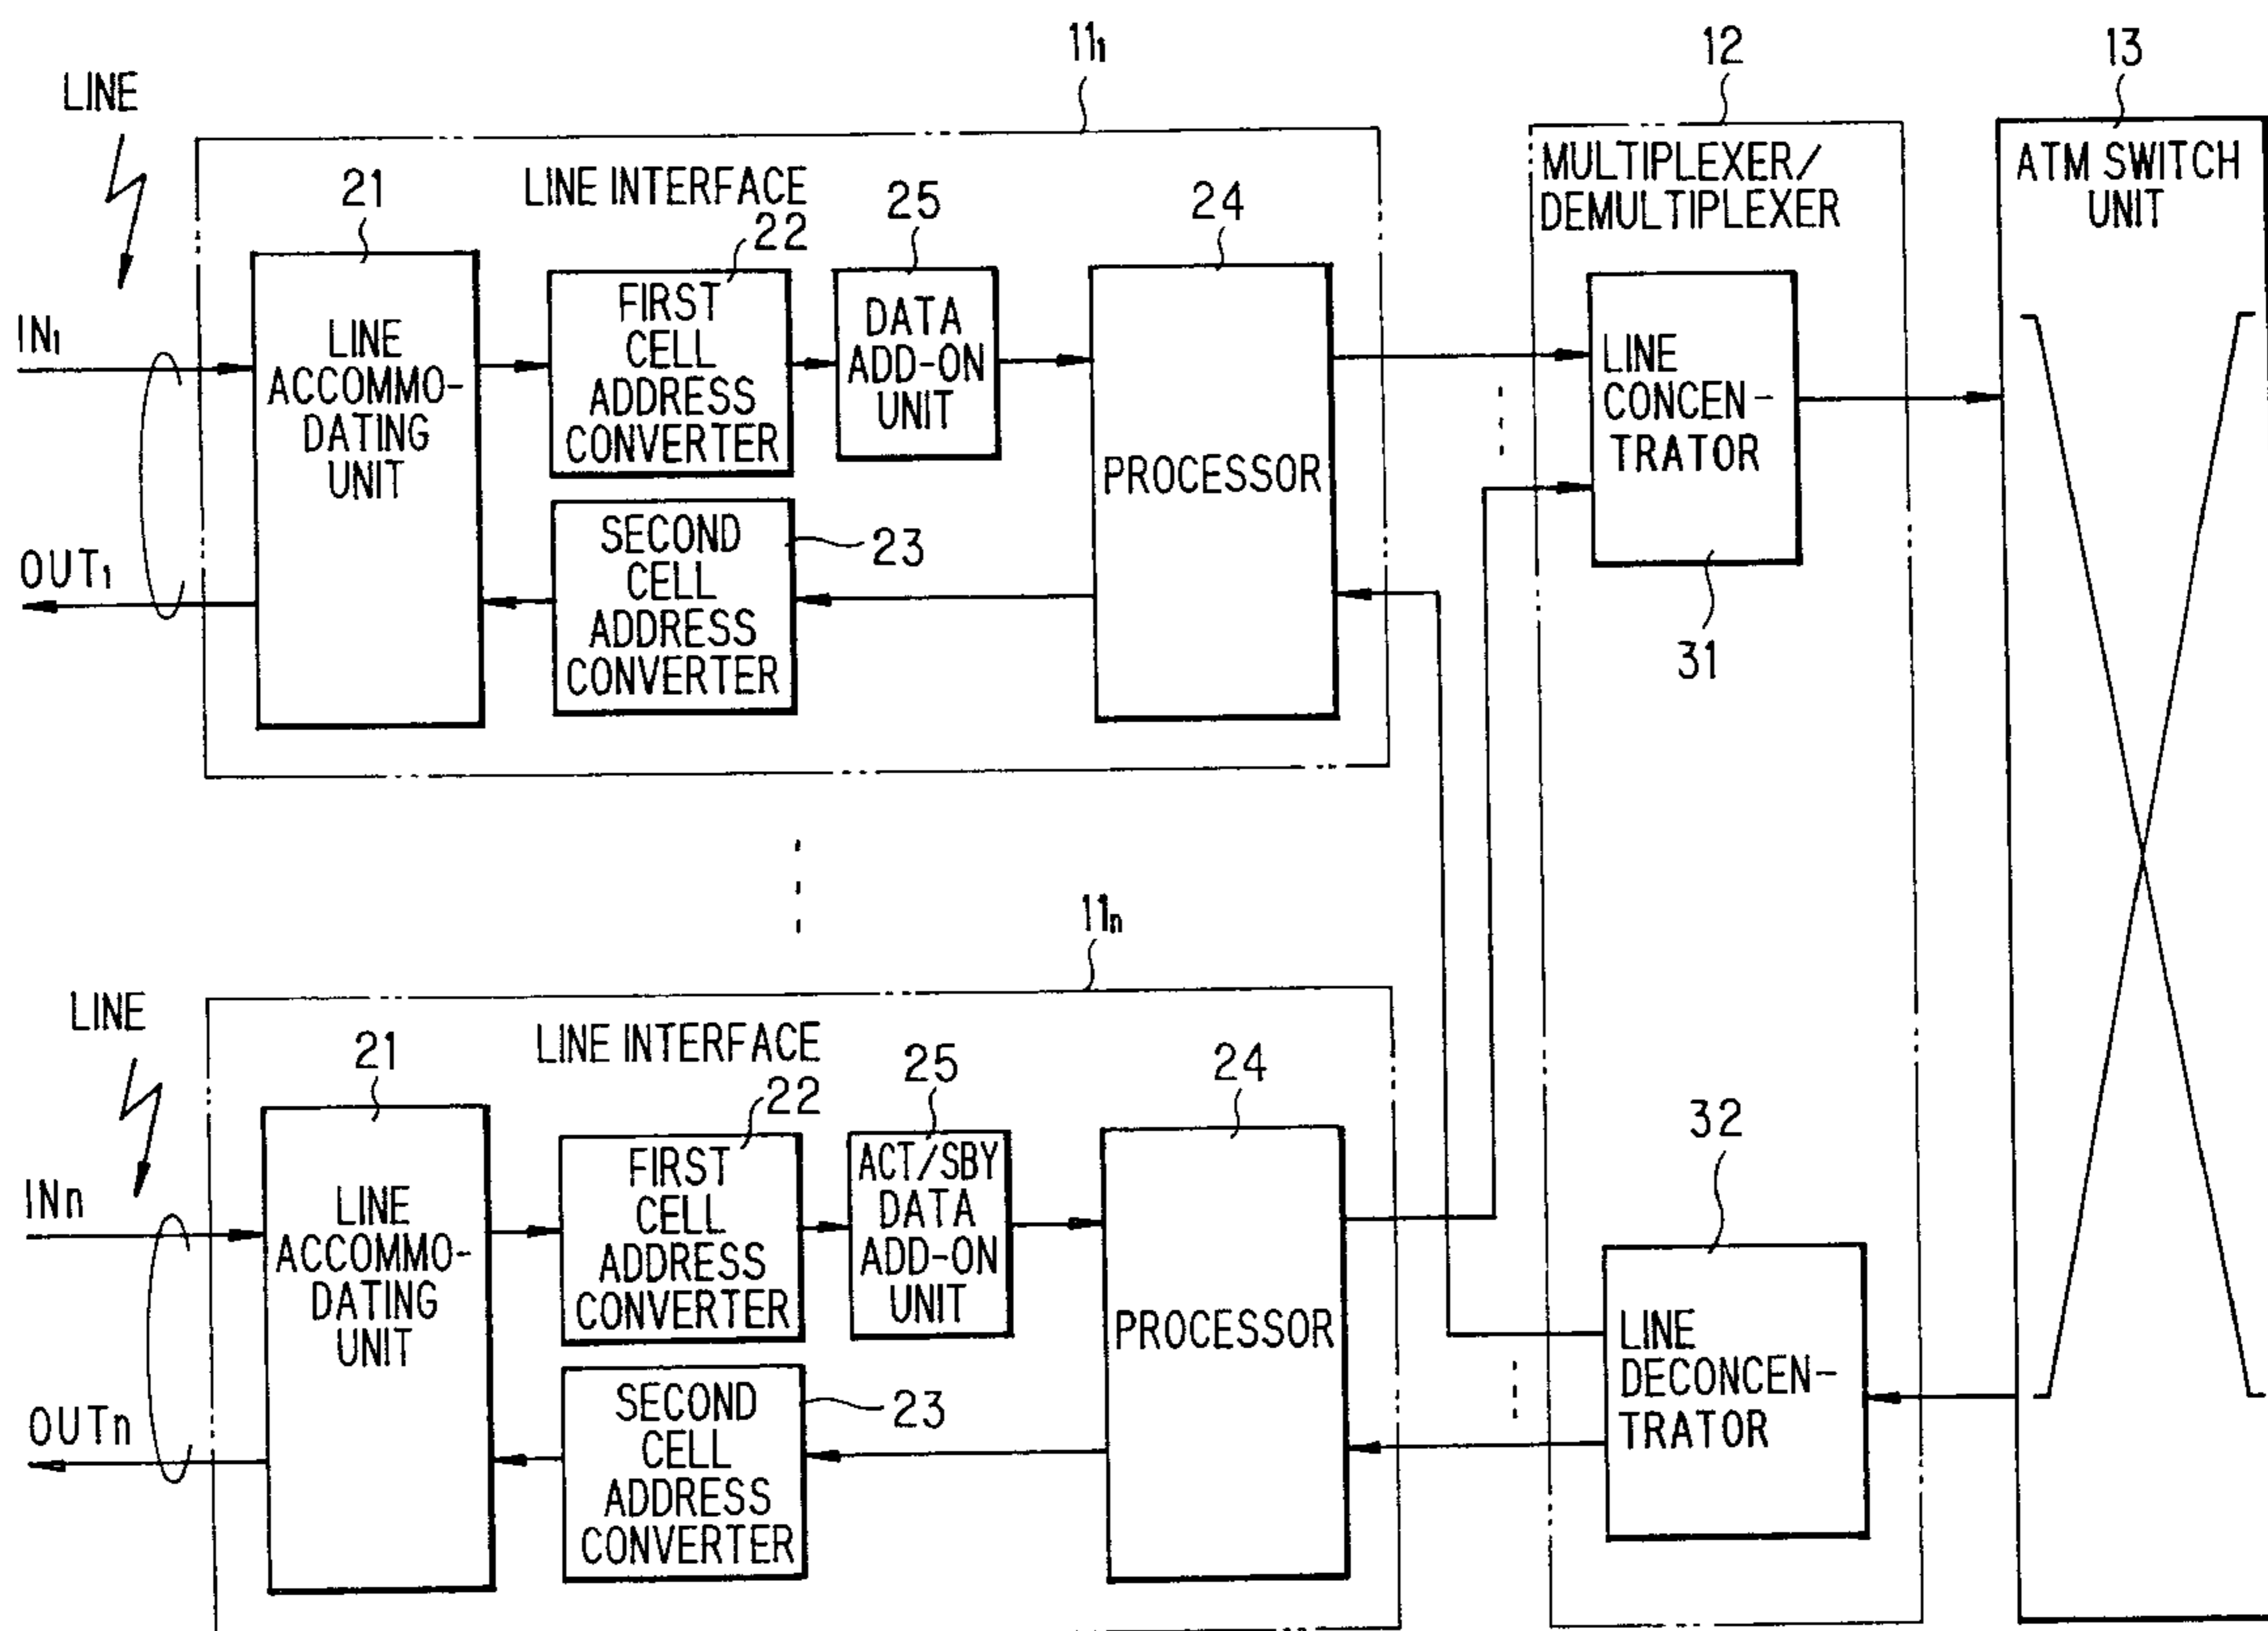 11₁
12
13
LINE
LINE INTERFACE
MULTIPLEXER/
DEMULTIPLEXER
ATM SWITCH
UNIT
21
22
25
24
IN₁
LINE
ACCOMMO-
DATING
UNIT
FIRST
CELL
ADDRESS
CONVERTER
DATA
ADD-ON
UNIT
PROCESSOR
LINE
CONCEN-
TRATOR
31
OUT₁
SECOND
CELL
ADDRESS
CONVERTER
23
11ₙ
LINE
LINE INTERFACE
21
22
25
24
32
INn
LINE
ACCOMMO-
DATING
UNIT
FIRST
CELL
ADDRESS
CONVERTER
ACT/SBY
DATA
ADD-ON
UNIT
PROCESSOR
LINE
DECONCEN-
TRATOR
OUTn
SECOND
CELL
ADDRESS
CONVERTER
23